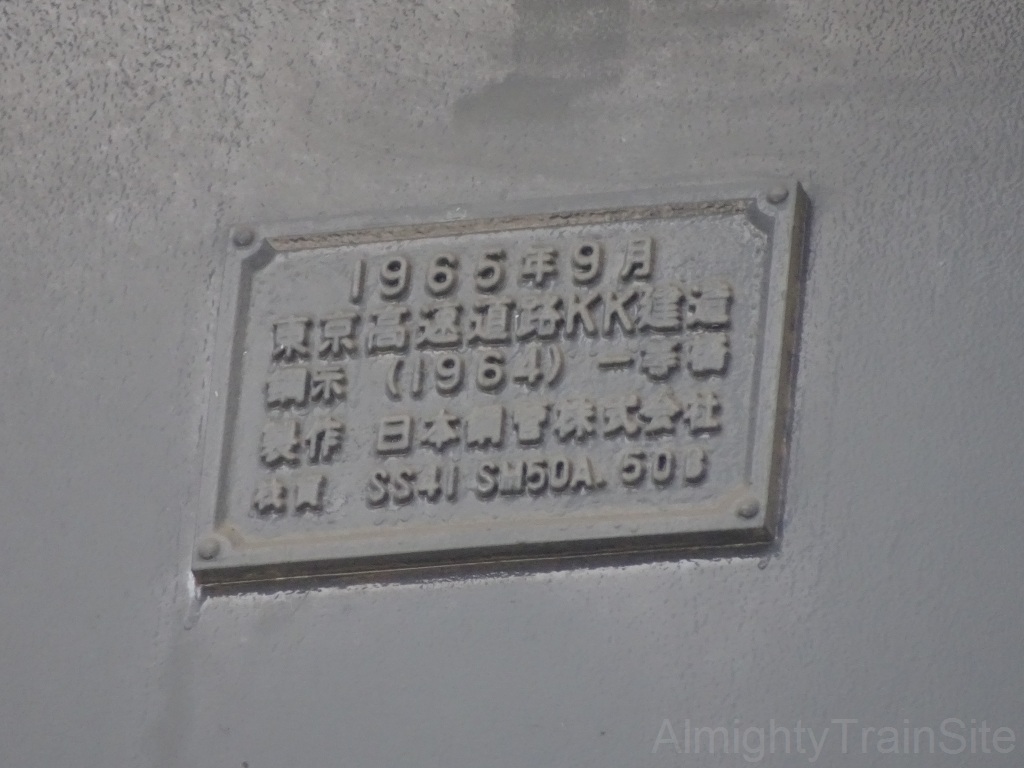 1965年9月
東京高速道路KK建造
鋼示 (1964) 一等橋
製作 日本鋼管株式会社
材質 SS41 SM50A. 50B
AlmightyTrainSite